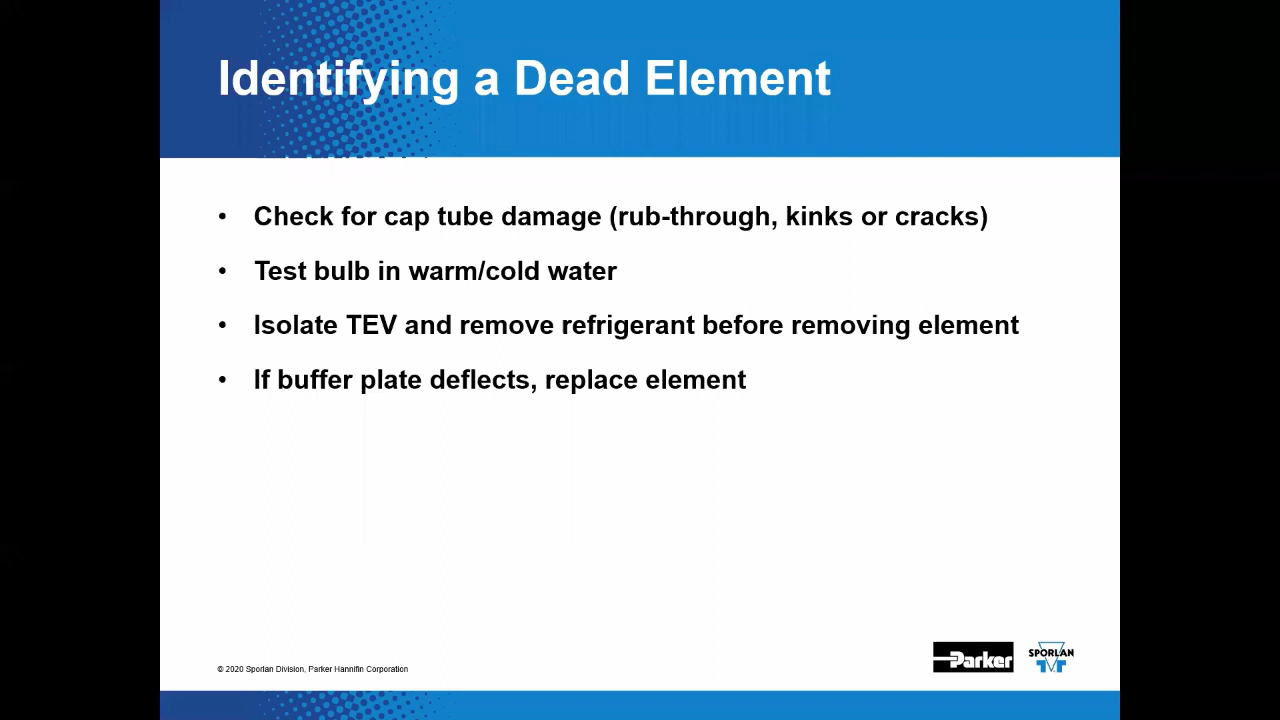 Identifying a Dead Element
• Check for cap tube damage (rub-through, kinks or cracks)
• Test bulb in warm/cold water
• Isolate TEV and remove refrigerant before removing element
• If buffer plate deflects, replace element
© 2020 Sporlan Division, Parker Hannifin Corporation
Parker
SPORLAN